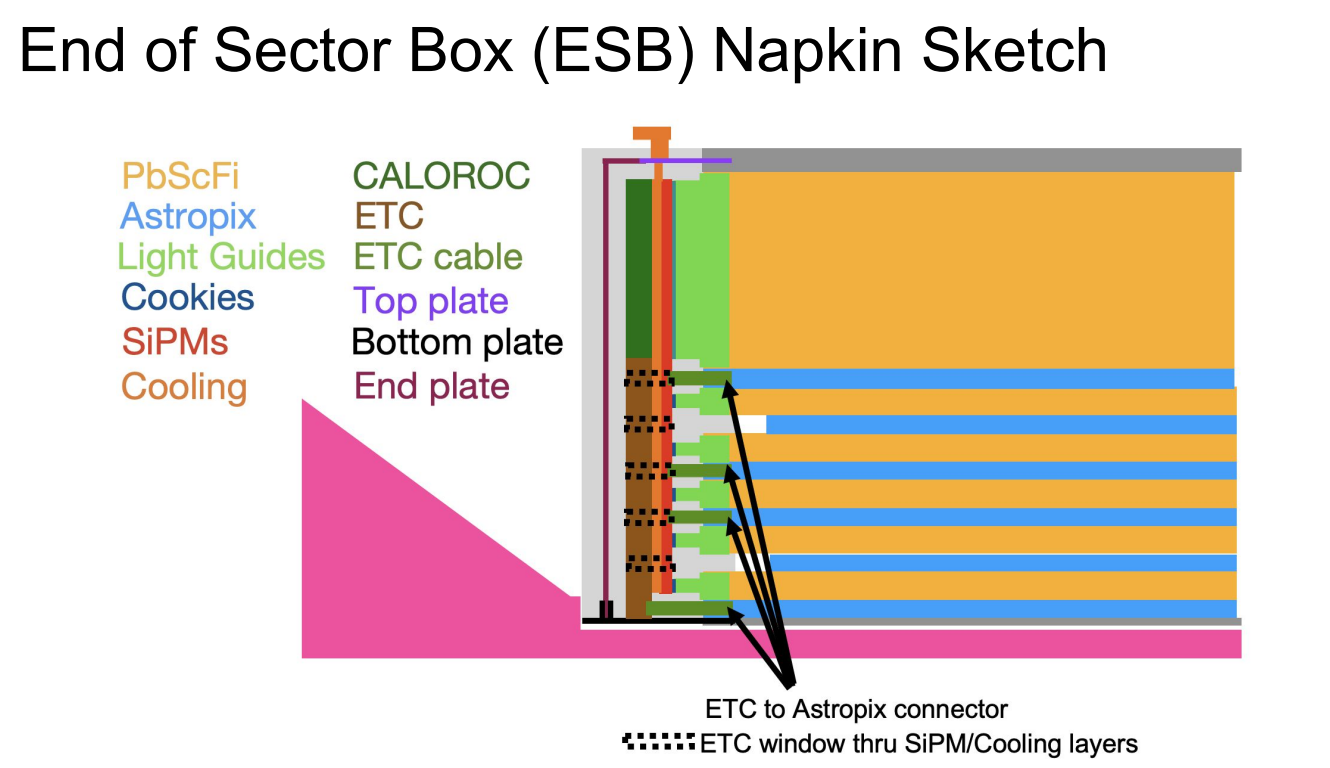 End of Sector Box (ESB) Napkin Sketch
PbScFi
Astropix
Light Guides
Cookies
SiPMs
Cooling
CALOROC
ETC
ETC cable
Top plate
Bottom plate
End plate
ETC to Astropix connector
ETC window thru SiPM/Cooling layers